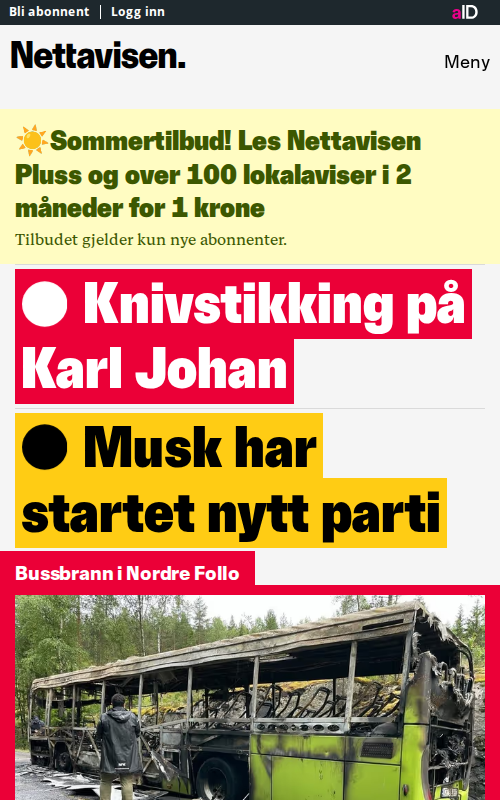 Bli abonnent
Logg inn
aID
Nettavisen.
Meny
☀️Sommertilbud! Les Nettavisen
Pluss og over 100 lokalaviser i 2
måneder for 1 krone
Tilbudet gjelder kun nye abonnenter.
Knivstikking på
Karl Johan
Musk har
startet nytt parti
Bussbrann i Nordre Follo